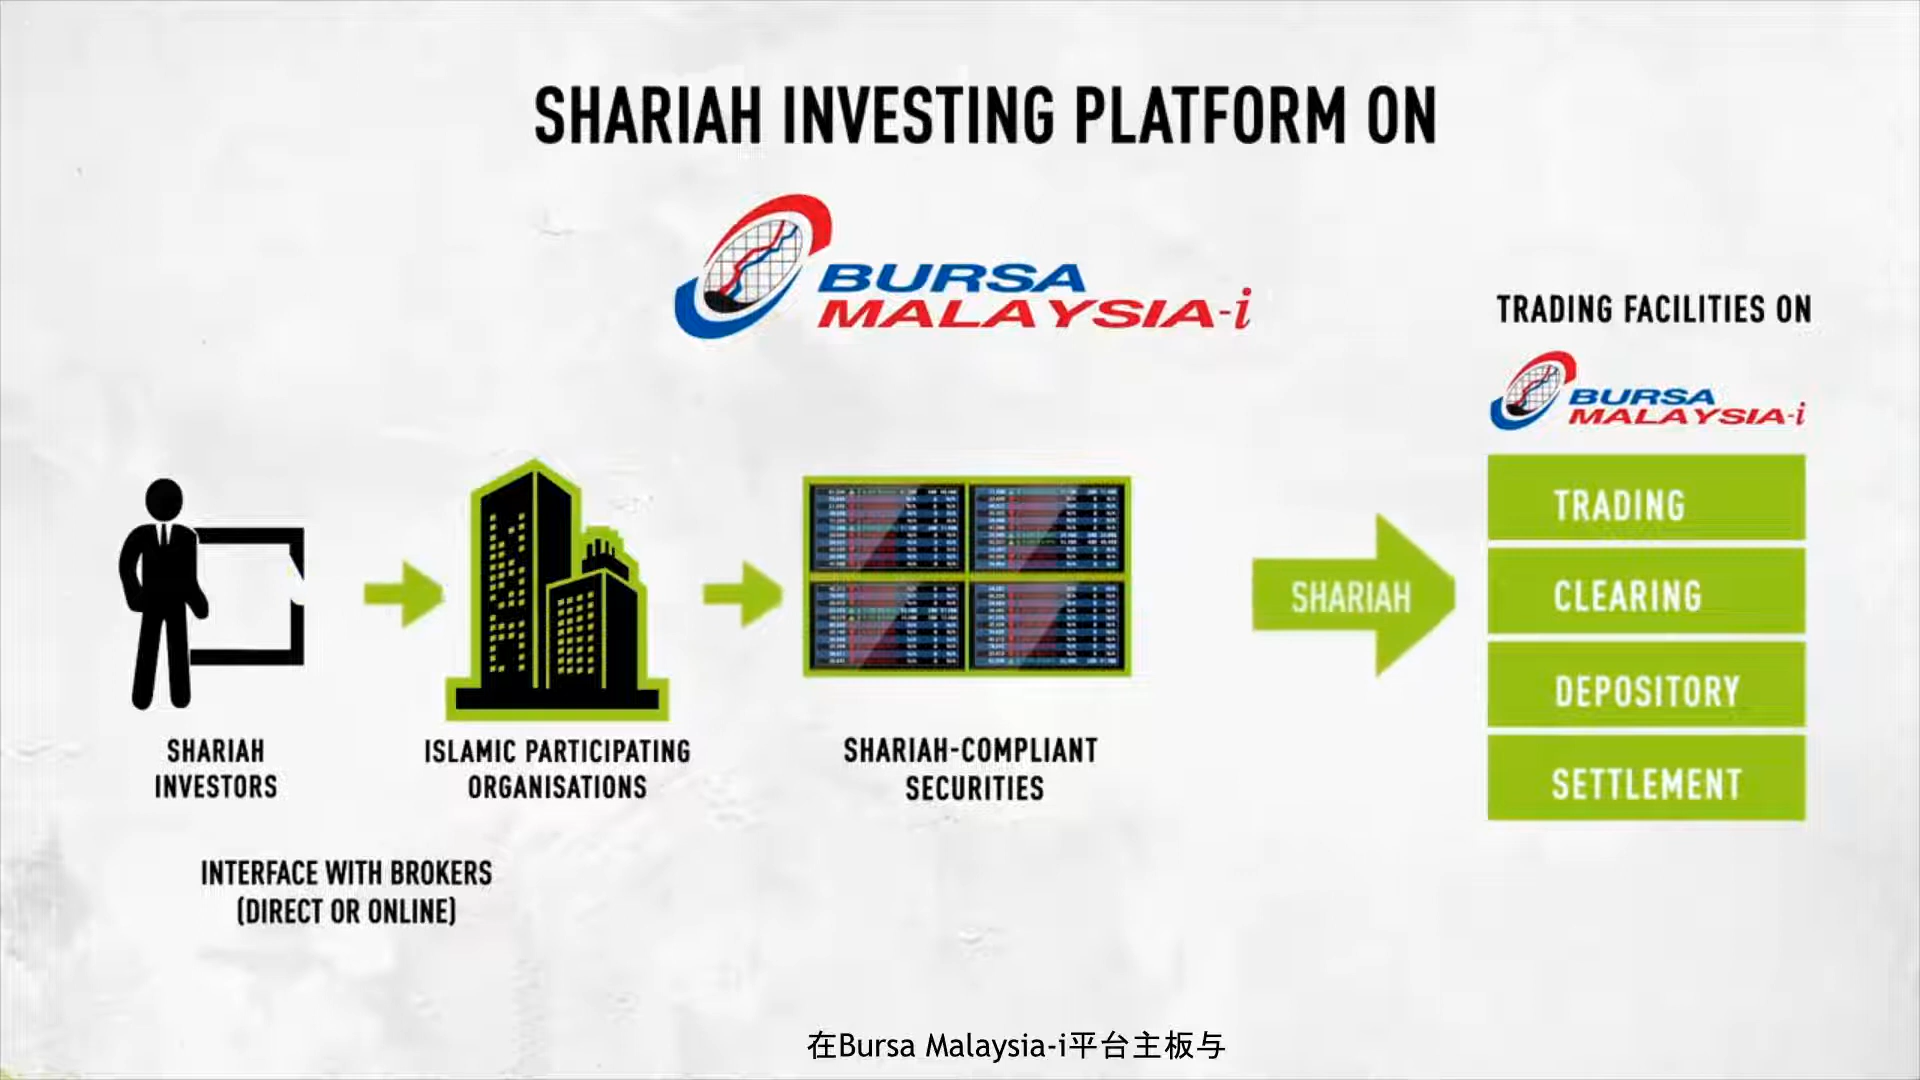 SHARIAH INVESTING PLATFORM ON
BURSA
MALAYSIA-i
TRADING FACILITIES ON
BURSA
MALAYSIA-i
TRADING
CLEARING
DEPOSITORY
SETTLEMENT
SHARIAH
SHARIAH
INVESTORS
ISLAMIC PARTICIPATING
ORGANISATIONS
SHARIAH-COMPLIANT
SECURITIES
INTERFACE WITH BROKERS
(DIRECT OR ONLINE)
在Bursa Malaysia-i平台主板与